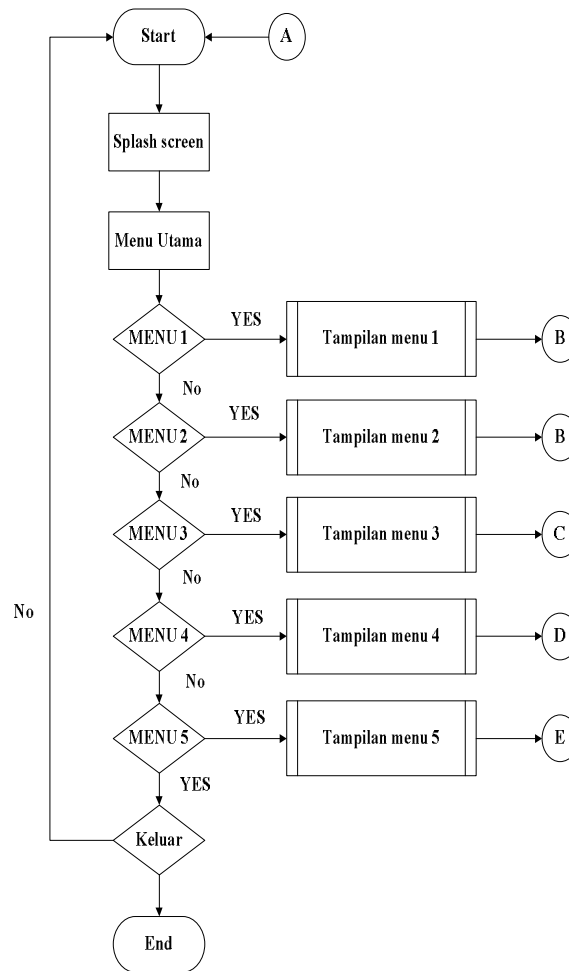 Start
A
Splash screen
Menu Utama
YES
MENU 1
Tampilan menu 1
B
No
YES
MENU 2
Tampilan menu 2
B
No
YES
MENU 3
Tampilan menu 3
C
No
No
YES
MENU 4
Tampilan menu 4
D
No
YES
MENU 5
Tampilan menu 5
E
YES
Keluar
End